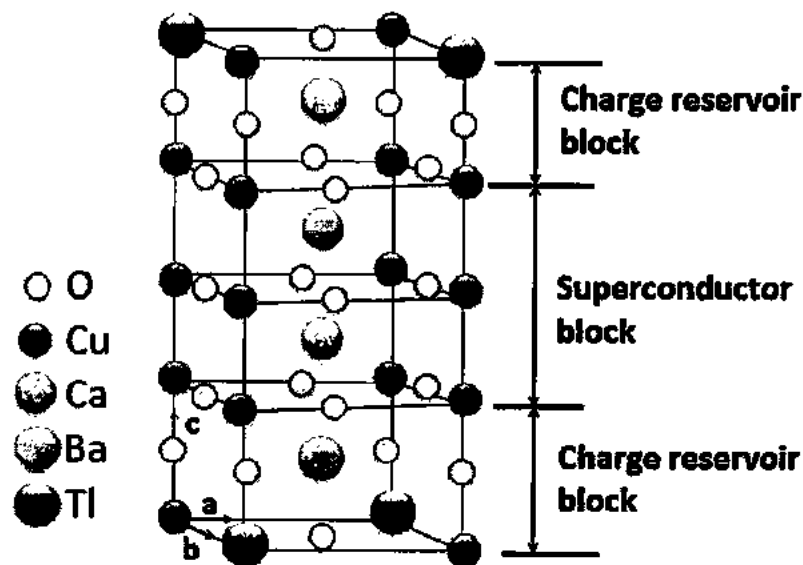 Charge reservoir
block
O
Cu
Ca
Ba
Tl
Superconductor
block
c
a
b
Charge reservoir
block